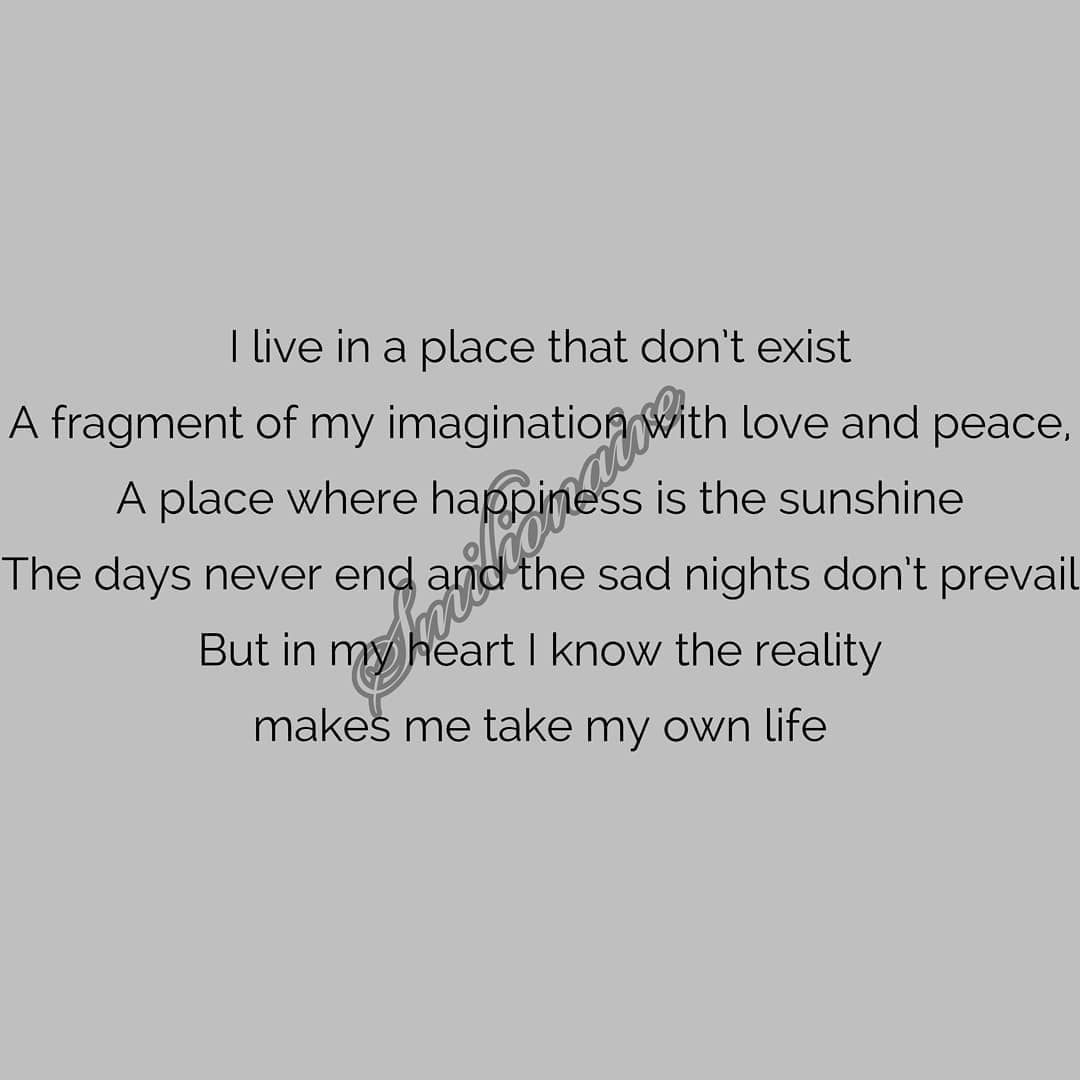 I live in a place that don't exist
A fragment of my imagination with love and peace,
A place where happiness is the sunshine
The days never end and the sad nights don't prevail
But in my heart I know the reality
makes me take my own life
Smilionaire